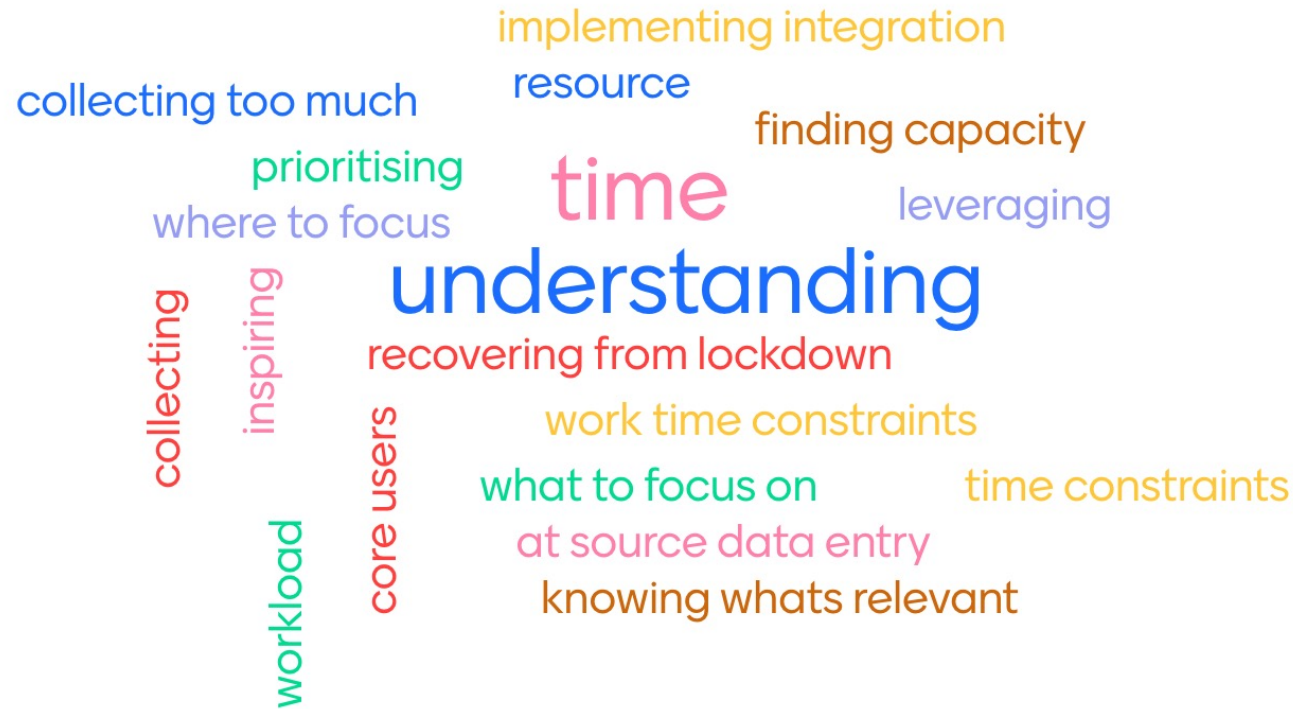 implementing integration
resource
collecting too much
finding capacity
prioritising
time
leveraging
where to focus
understanding
inspiring
collecting
recovering from lockdown
work time constraints
core users
what to focus on
time constraints
at source data entry
workload
knowing whats relevant